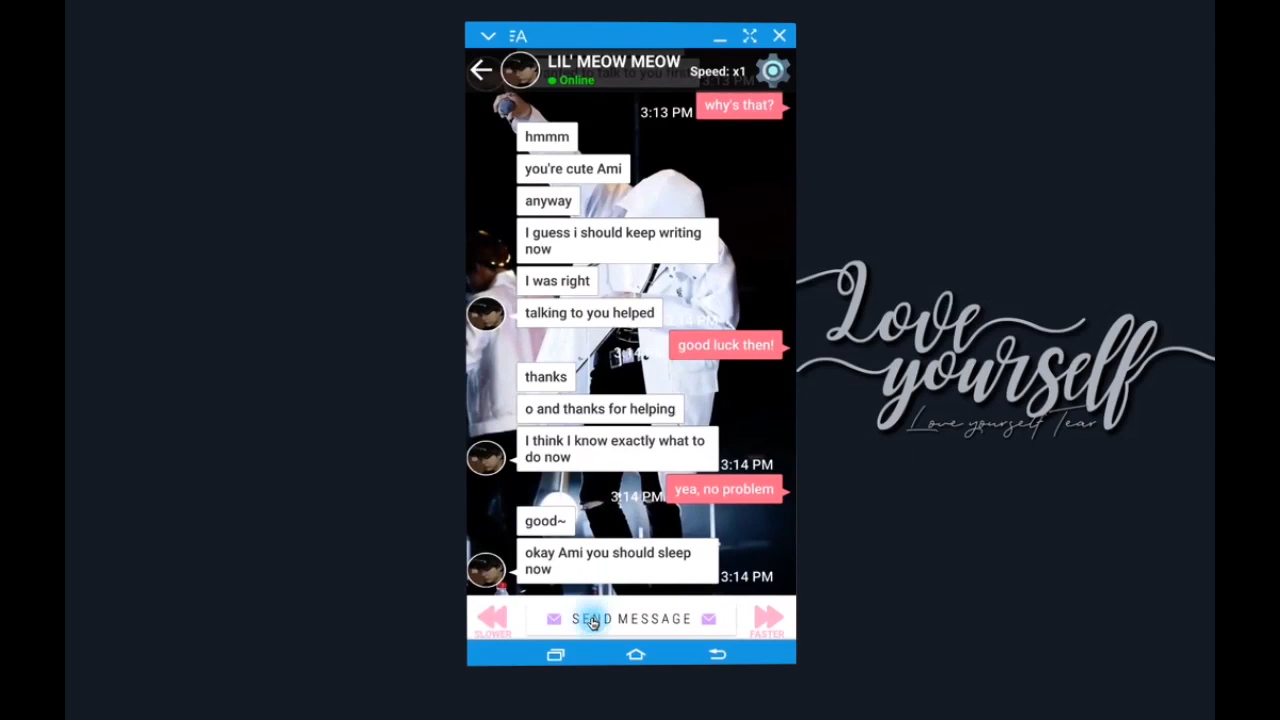 LIL' MEOW MEOW
Online
Speed: x1
why's that?
3:13 PM
hmmm
you're cute Ami
anyway
I guess i should keep writing
now
I was right
talking to you helped
good luck then!
thanks
o and thanks for helping
I think I know exactly what to
do now
3:14 PM
yea, no problem
3:14 PM
good~
okay Ami you should sleep
now
3:14 PM
SLOWER
SEND MESSAGE
FASTER
Love
yourself
Love yourself Tear